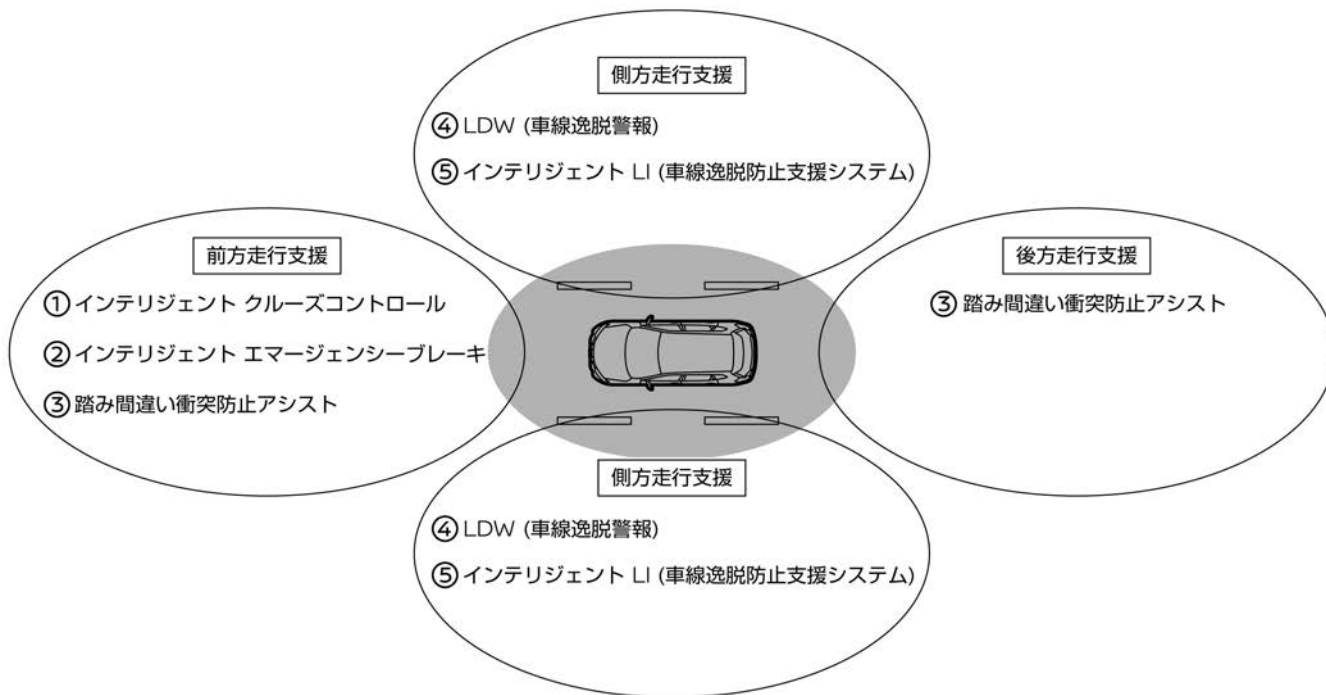 側方走行支援
④ LDW (車線逸脱警報)
⑤ インテリジェント LI (車線逸脱防止支援システム)
前方走行支援
① インテリジェント クルーズコントロール
② インテリジェント エマージェンシーブレーキ
③ 踏み間違い衝突防止アシスト
後方走行支援
③ 踏み間違い衝突防止アシスト
側方走行支援
④ LDW (車線逸脱警報)
⑤ インテリジェント LI (車線逸脱防止支援システム)